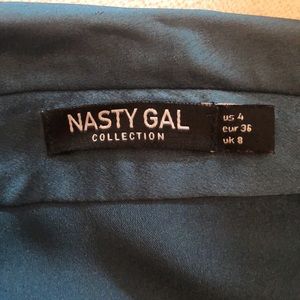 NASTY GAL
COLLECTION
us 4
eur 36
uk 8